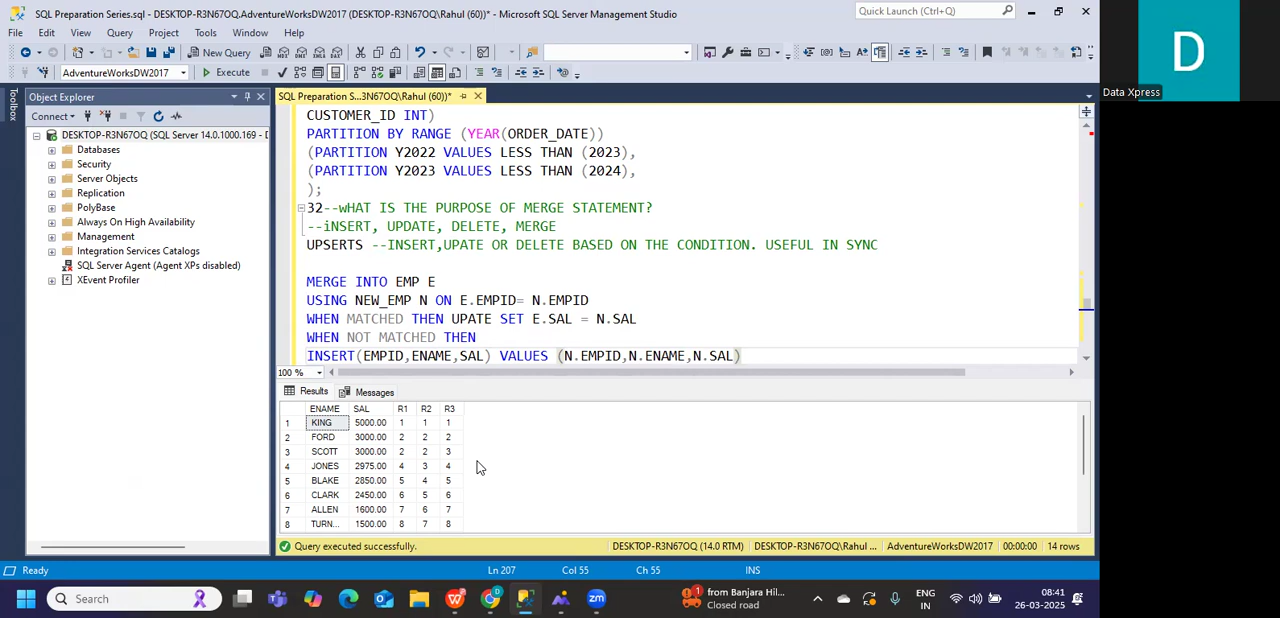 SQL Preparation Series.sql - DESKTOP-R3N67OQ.AdventureWorksDW2017 (DESKTOP-R3N67OQ\Rahul (60))* - Microsoft SQL Server Management Studio
Quick Launch (Ctrl+Q)
File Edit View Query Project Tools Window Help
New Query
AdventureWorksDW2017 Execute
Toolbox
Object Explorer
Connect
DESKTOP-R3N67OQ (SQL Server 14.0.1000.169 - D
Databases
Security
Server Objects
Replication
PolyBase
Always On High Availability
Management
Integration Services Catalogs
SQL Server Agent (Agent XPs disabled)
XEvent Profiler
SQL Preparation S...3N67OQ\Rahul (60))*
CUSTOMER_ID INT)
PARTITION BY RANGE (YEAR(ORDER_DATE))
(PARTITION Y2022 VALUES LESS THAN (2023),
(PARTITION Y2023 VALUES LESS THAN (2024),
);
32--wHAT IS THE PURPOSE OF MERGE STATEMENT?
--iNSERT, UPDATE, DELETE, MERGE
UPSERTS --INSERT,UPATE OR DELETE BASED ON THE CONDITION. USEFUL IN SYNC
MERGE INTO EMP E
USING NEW_EMP N ON E.EMPID= N.EMPID
WHEN MATCHED THEN UPATE SET E.SAL = N.SAL
WHEN NOT MATCHED THEN
INSERT(EMPID,ENAME,SAL) VALUES (N.EMPID,N.ENAME,N.SAL)
100 %
Results Messages
ENAME SAL R1 R2 R3
1 KING 5000.00 1 1 1
2 FORD 3000.00 2 2 2
3 SCOTT 3000.00 2 2 3
4 JONES 2975.00 4 3 4
5 BLAKE 2850.00 5 4 5
6 CLARK 2450.00 6 5 6
7 ALLEN 1600.00 7 6 7
8 TURN... 1500.00 8 7 8
Query executed successfully. DESKTOP-R3N67OQ (14.0 RTM) DESKTOP-R3N67OQ\Rahul ... AdventureWorksDW2017 00:00:00 14 rows
Ready Ln 207 Col 55 Ch 55 INS
Search
1
from Banjara Hil...
Closed road
ENG
IN
08:41
26-03-2025
D
Data Xpress